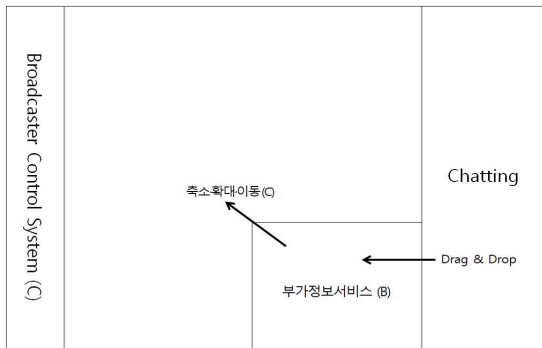 Broadcaster Control System (C)
축소·확대·이동(C)
Chatting
Drag & Drop
부가정보서비스 (B)